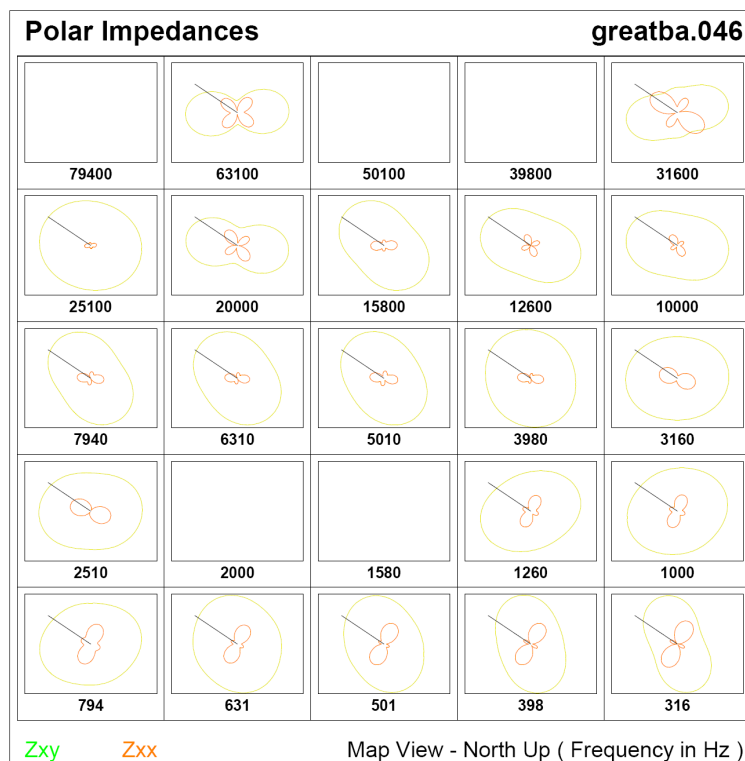 Polar Impedances greatba.046
79400 63100 50100 39800 31600
25100 20000 15800 12600 10000
7940 6310 5010 3980 3160
2510 2000 1580 1260 1000
794 631 501 398 316
Zxy Zxx Map View - North Up ( Frequency in Hz )